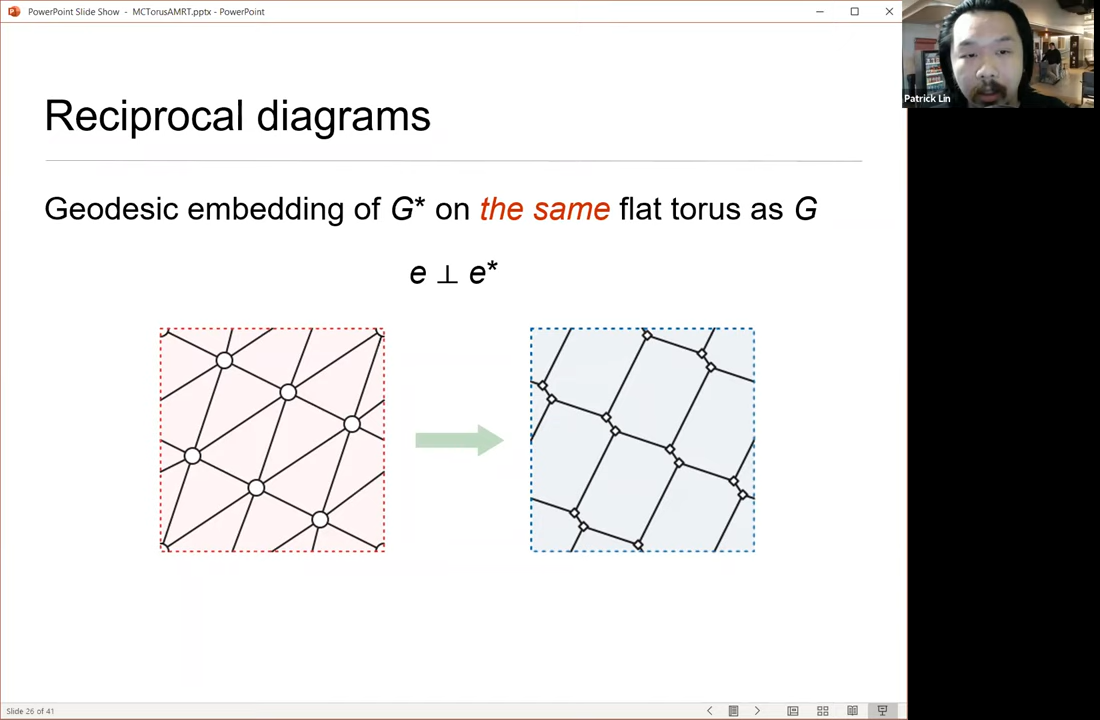 PowerPoint Slide Show - MCTorusAMRT.pptx - PowerPoint
Patrick Lin
Reciprocal diagrams
Geodesic embedding of G* on the same flat torus as G
e ⊥ e*
Slide 26 of 41